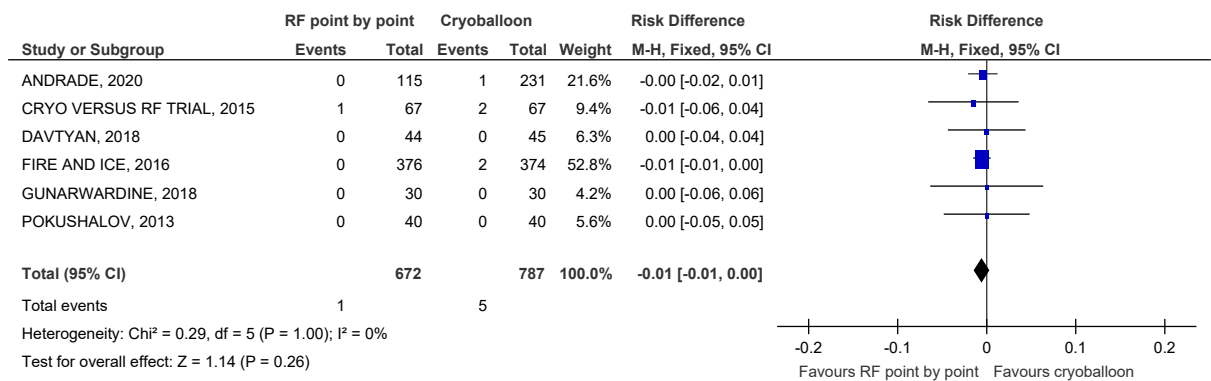 RF point by point Cryoballoon Risk Difference Risk Difference
Study or Subgroup Events Total Events Total Weight M-H, Fixed, 95% CI M-H, Fixed, 95% CI
ANDRADE, 2020 0 115 1 231 21.6% -0.00 [-0.02, 0.01]
CRYO VERSUS RF TRIAL, 2015 1 67 2 67 9.4% -0.01 [-0.06, 0.04]
DAVTYAN, 2018 0 44 0 45 6.3% 0.00 [-0.04, 0.04]
FIRE AND ICE, 2016 0 376 2 374 52.8% -0.01 [-0.01, 0.00]
GUNARWARDINE, 2018 0 30 0 30 4.2% 0.00 [-0.06, 0.06]
POKUSHALOV, 2013 0 40 0 40 5.6% 0.00 [-0.05, 0.05]
Total (95% CI) 672 787 100.0% -0.01 [-0.01, 0.00]
Total events 1 5
Heterogeneity: Chi² = 0.29, df = 5 (P = 1.00); I² = 0%
Test for overall effect: Z = 1.14 (P = 0.26)
-0.2 -0.1 0 0.1 0.2
Favours RF point by point Favours cryoballoon